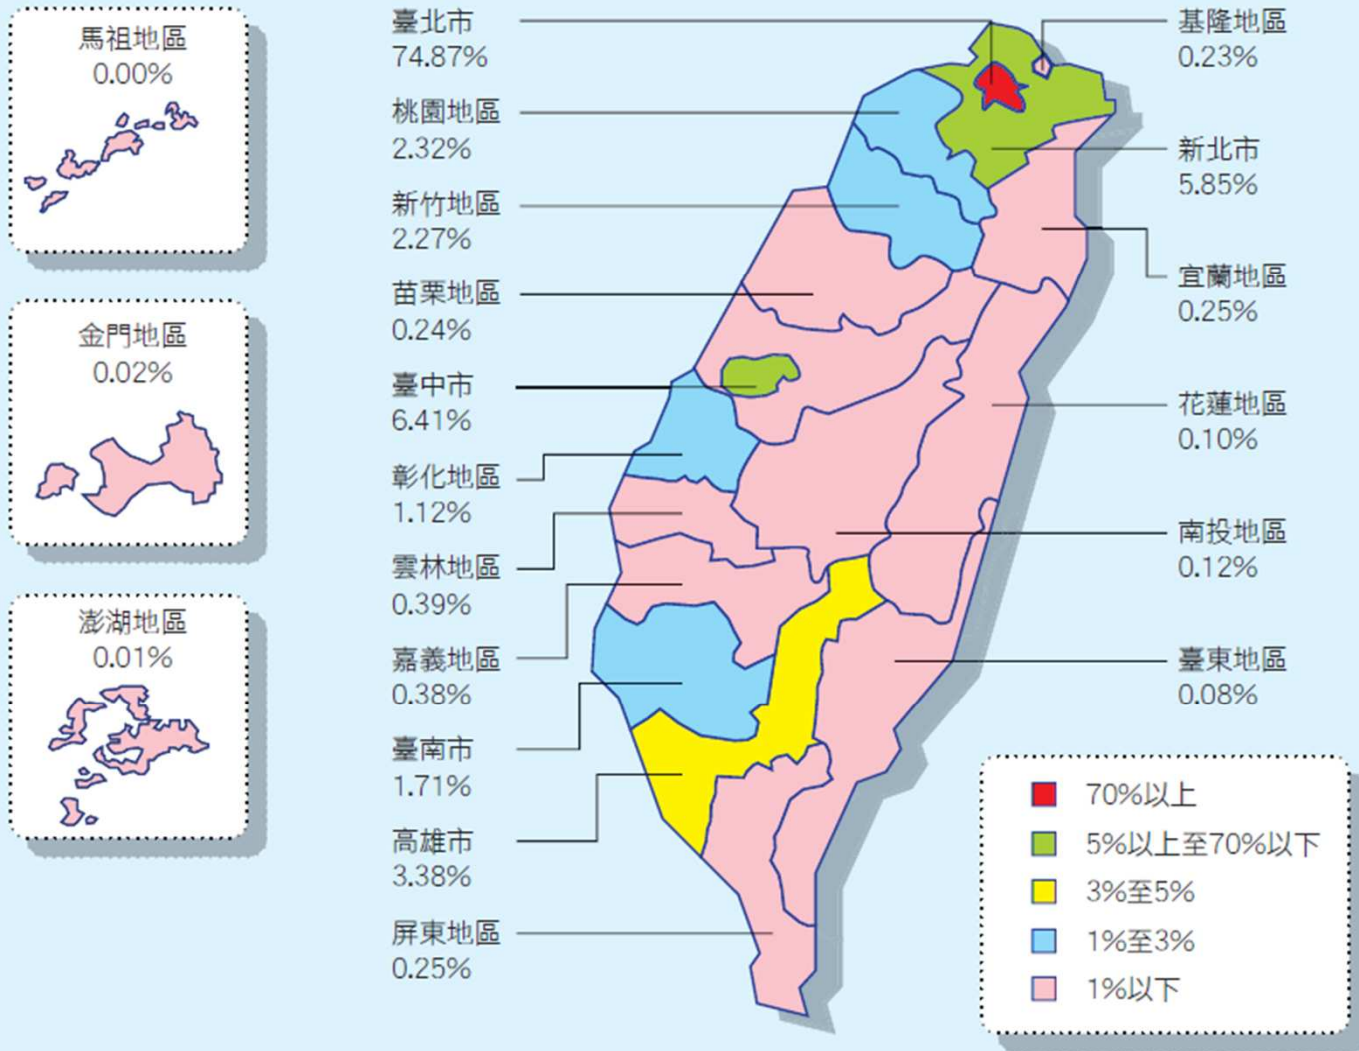 馬祖地區
0.00%
金門地區
0.02%
澎湖地區
0.01%
臺北市
74.87%
桃園地區
2.32%
新竹地區
2.27%
苗栗地區
0.24%
臺中市
6.41%
彰化地區
1.12%
雲林地區
0.39%
嘉義地區
0.38%
臺南市
1.71%
高雄市
3.38%
屏東地區
0.25%
基隆地區
0.23%
新北市
5.85%
宜蘭地區
0.25%
花蓮地區
0.10%
南投地區
0.12%
臺東地區
0.08%
70%以上
5%以上至70%以下
3%至5%
1%至3%
1%以下